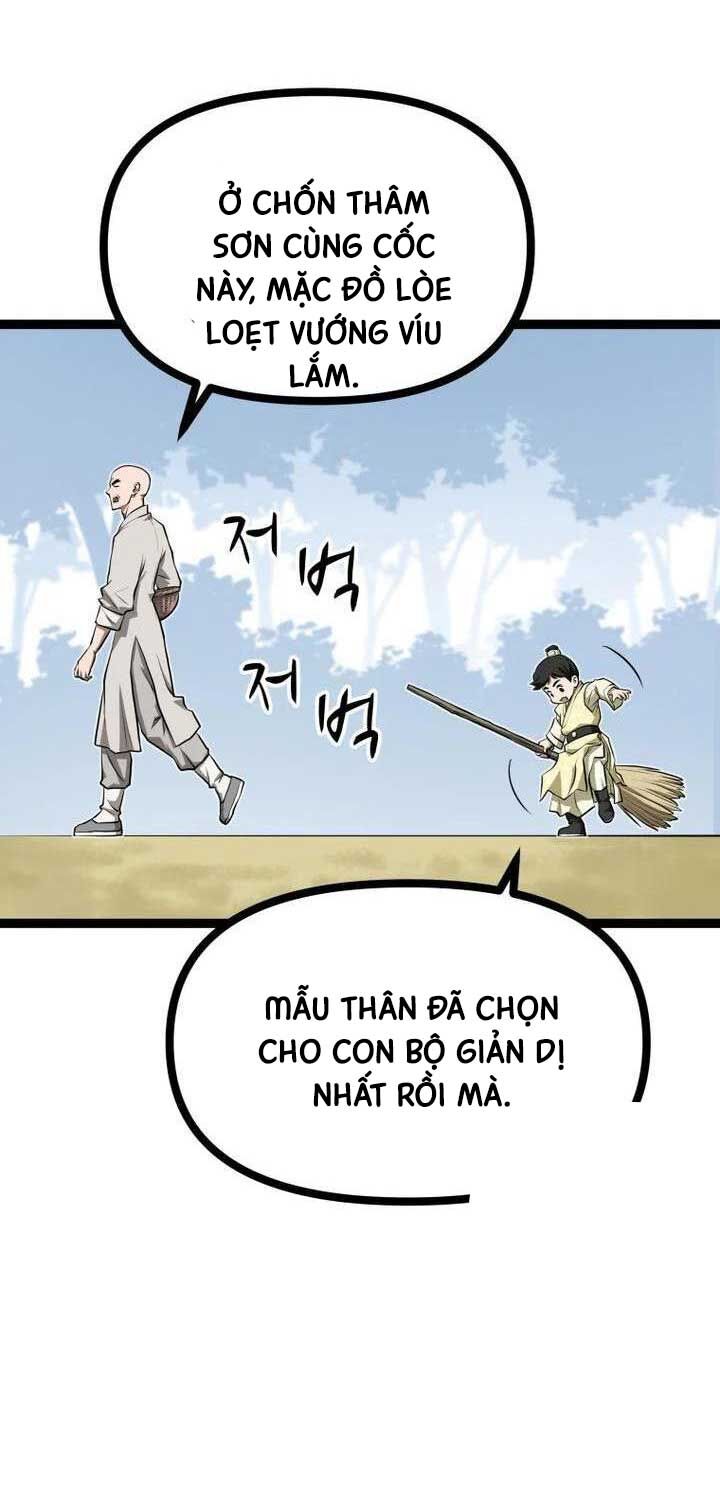 Ở CHỐN THÂM
SƠN CÙNG CỐC
NÀY, MẶC ĐỒ LÒE
LOẸT VƯỚNG VÍU
LẮM.
저벅
저벅
MẪU THÂN ĐÃ CHỌN
CHO CON BỘ GIẢN DỊ
NHẤT RỒI MÀ.